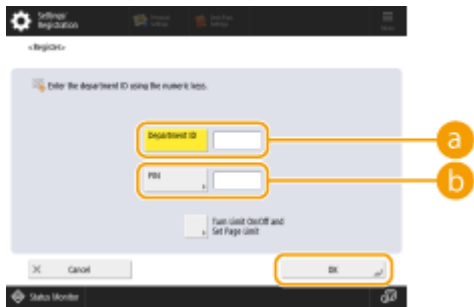 Settings/
Registration
<Register>
Enter the department ID using the numeric keys.
Department ID
a
PIN
b
Turn Limit On/Off and
Set Page Limit
Cancel
OK
Status Monitor